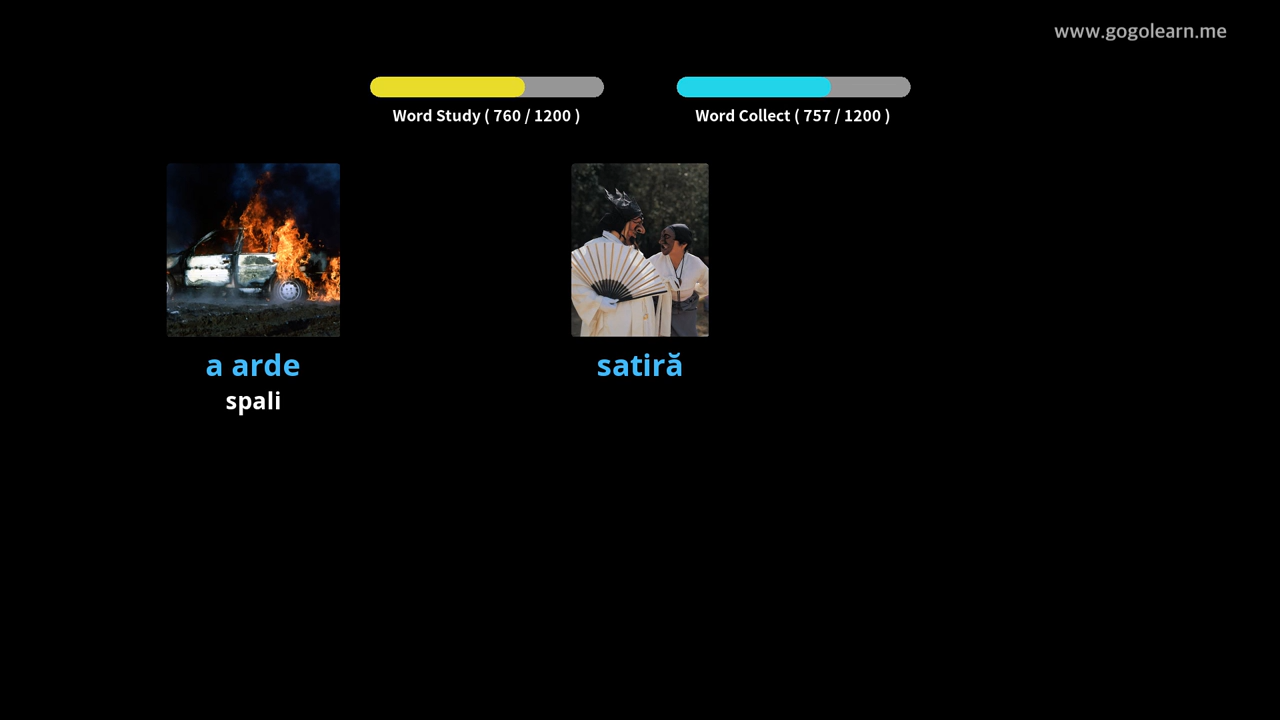 www.gogolearn.me
Word Study ( 760 / 1200 )
Word Collect ( 757 / 1200 )
a arde
spali
satiră